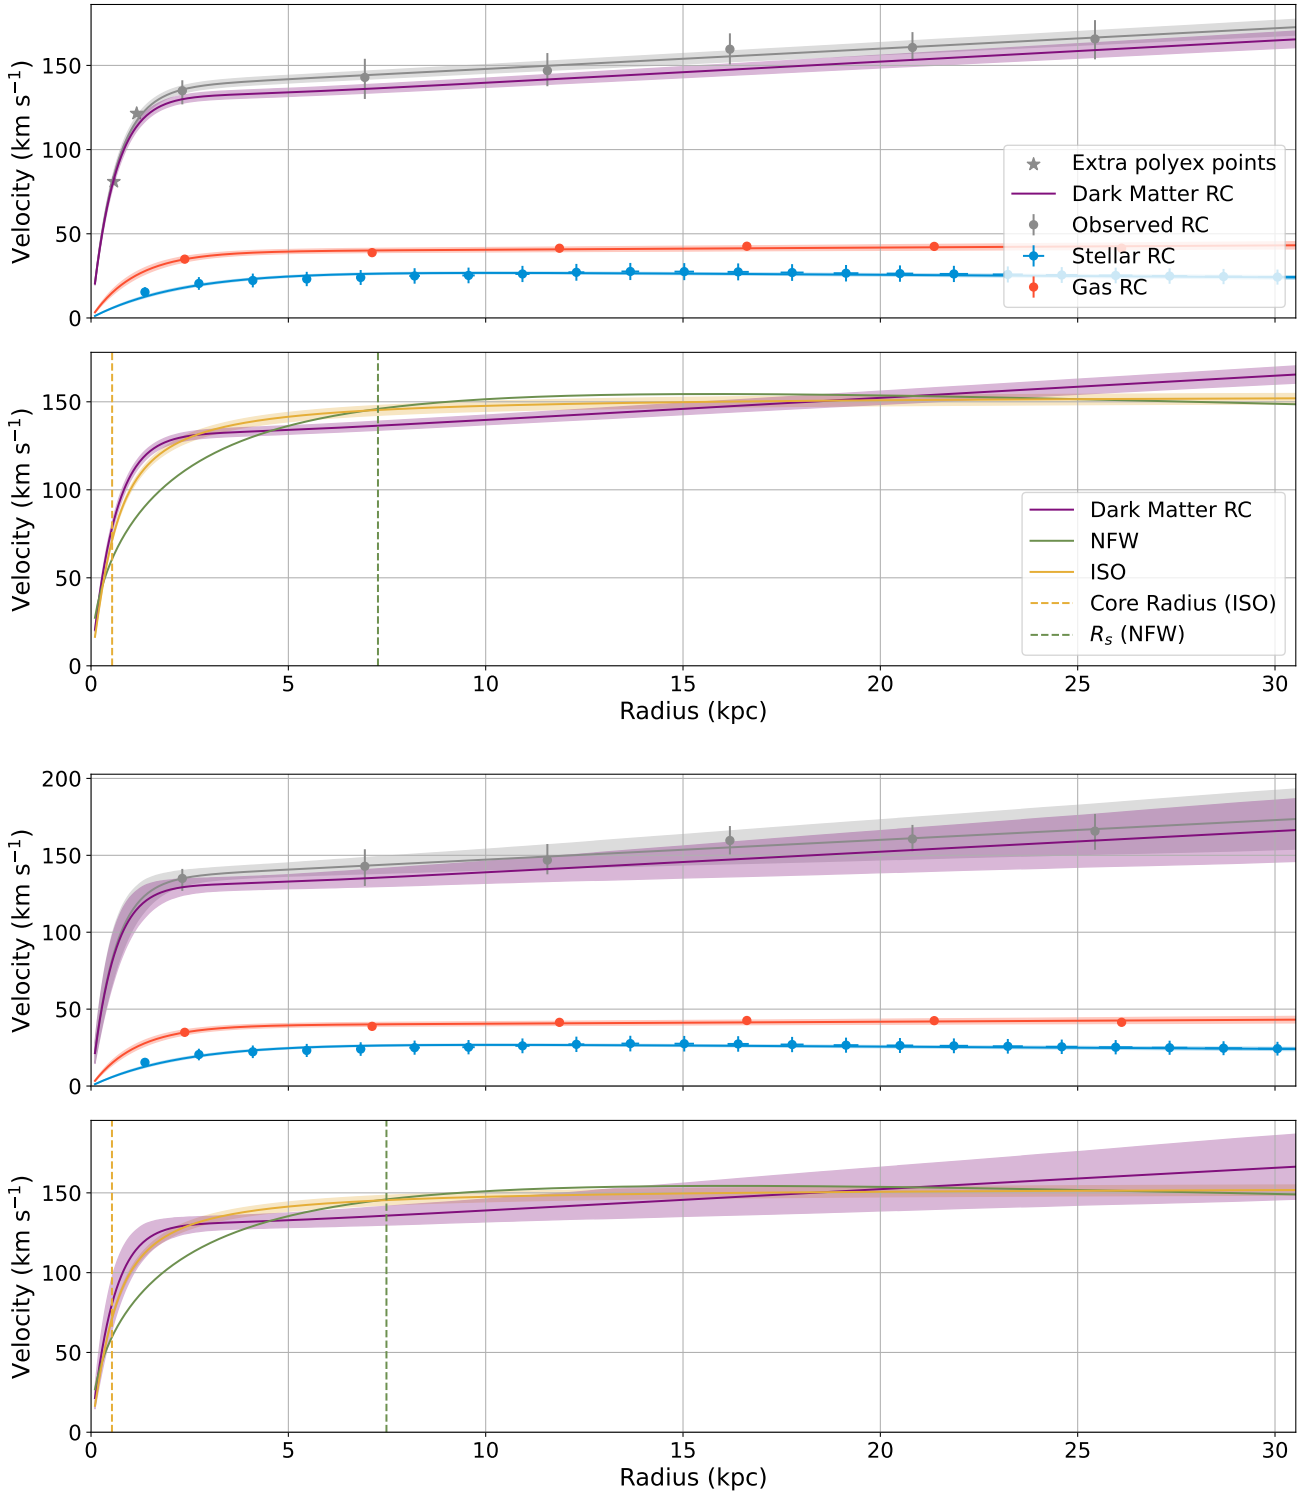 150
100
50
0
Velocity (km s⁻¹)
Extra polyex points
Dark Matter RC
Observed RC
Stellar RC
Gas RC
150
100
50
0
Velocity (km s⁻¹)
Dark Matter RC
NFW
ISO
Core Radius (ISO)
Rₛ (NFW)
0 5 10 15 20 25 30
Radius (kpc)
200
150
100
50
0
Velocity (km s⁻¹)
150
100
50
0
Velocity (km s⁻¹)
0 5 10 15 20 25 30
Radius (kpc)